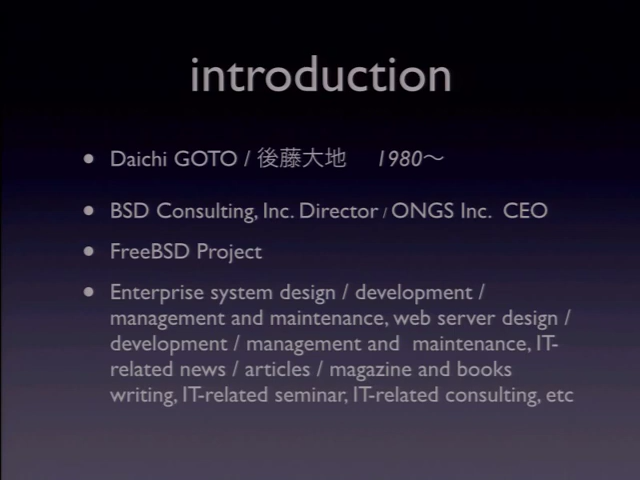 introduction
• Daichi GOTO / 後藤大地 1980〜
• BSD Consulting, Inc. Director / ONGS Inc. CEO
• FreeBSD Project
• Enterprise system design / development /
management and maintenance, web server design /
development / management and maintenance, IT-
related news / articles / magazine and books
writing, IT-related seminar, IT-related consulting, etc